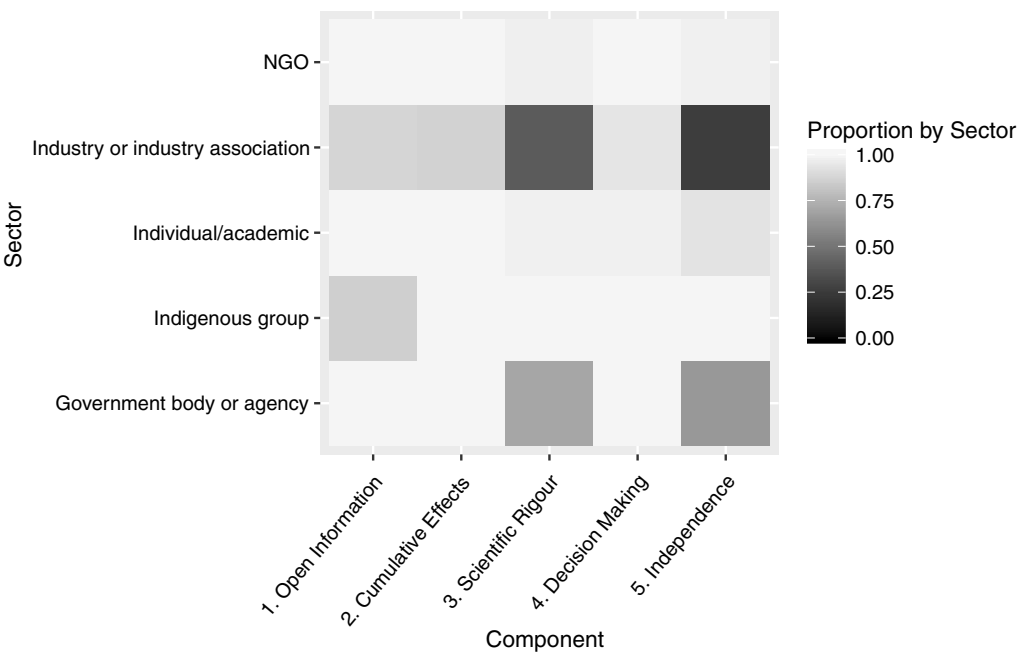 NGO
Industry or industry association
Individual/academic
Indigenous group
Government body or agency
Sector
1. Open Information
2. Cumulative Effects
3. Scientific Rigour
4. Decision Making
5. Independence
Component
Proportion by Sector
1.00
0.75
0.50
0.25
0.00